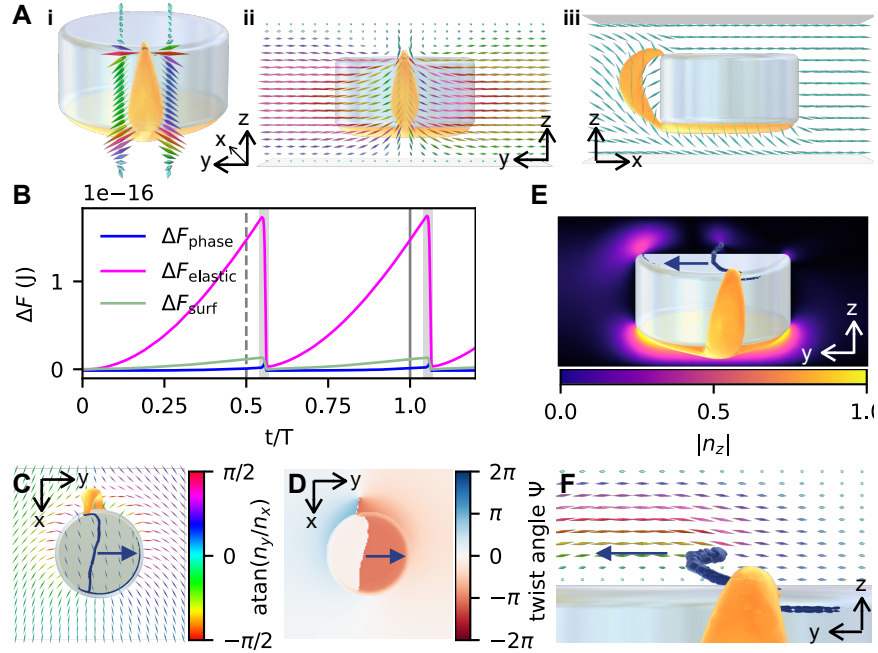 A
i
ii
iii
z
y
x
z
y
z
x
B
1e−16
ΔF (J)
1
0
ΔF_phase
ΔF_elastic
ΔF_surf
0
0.25
0.5
0.75
1.0
t/T
E
z
y
0.0
0.5
1.0
|n_z|
C
y
x
π/2
0
−π/2
atan(n_y/n_x)
D
y
x
2π
π
0
−π
−2π
twist angle Ψ
F
z
y